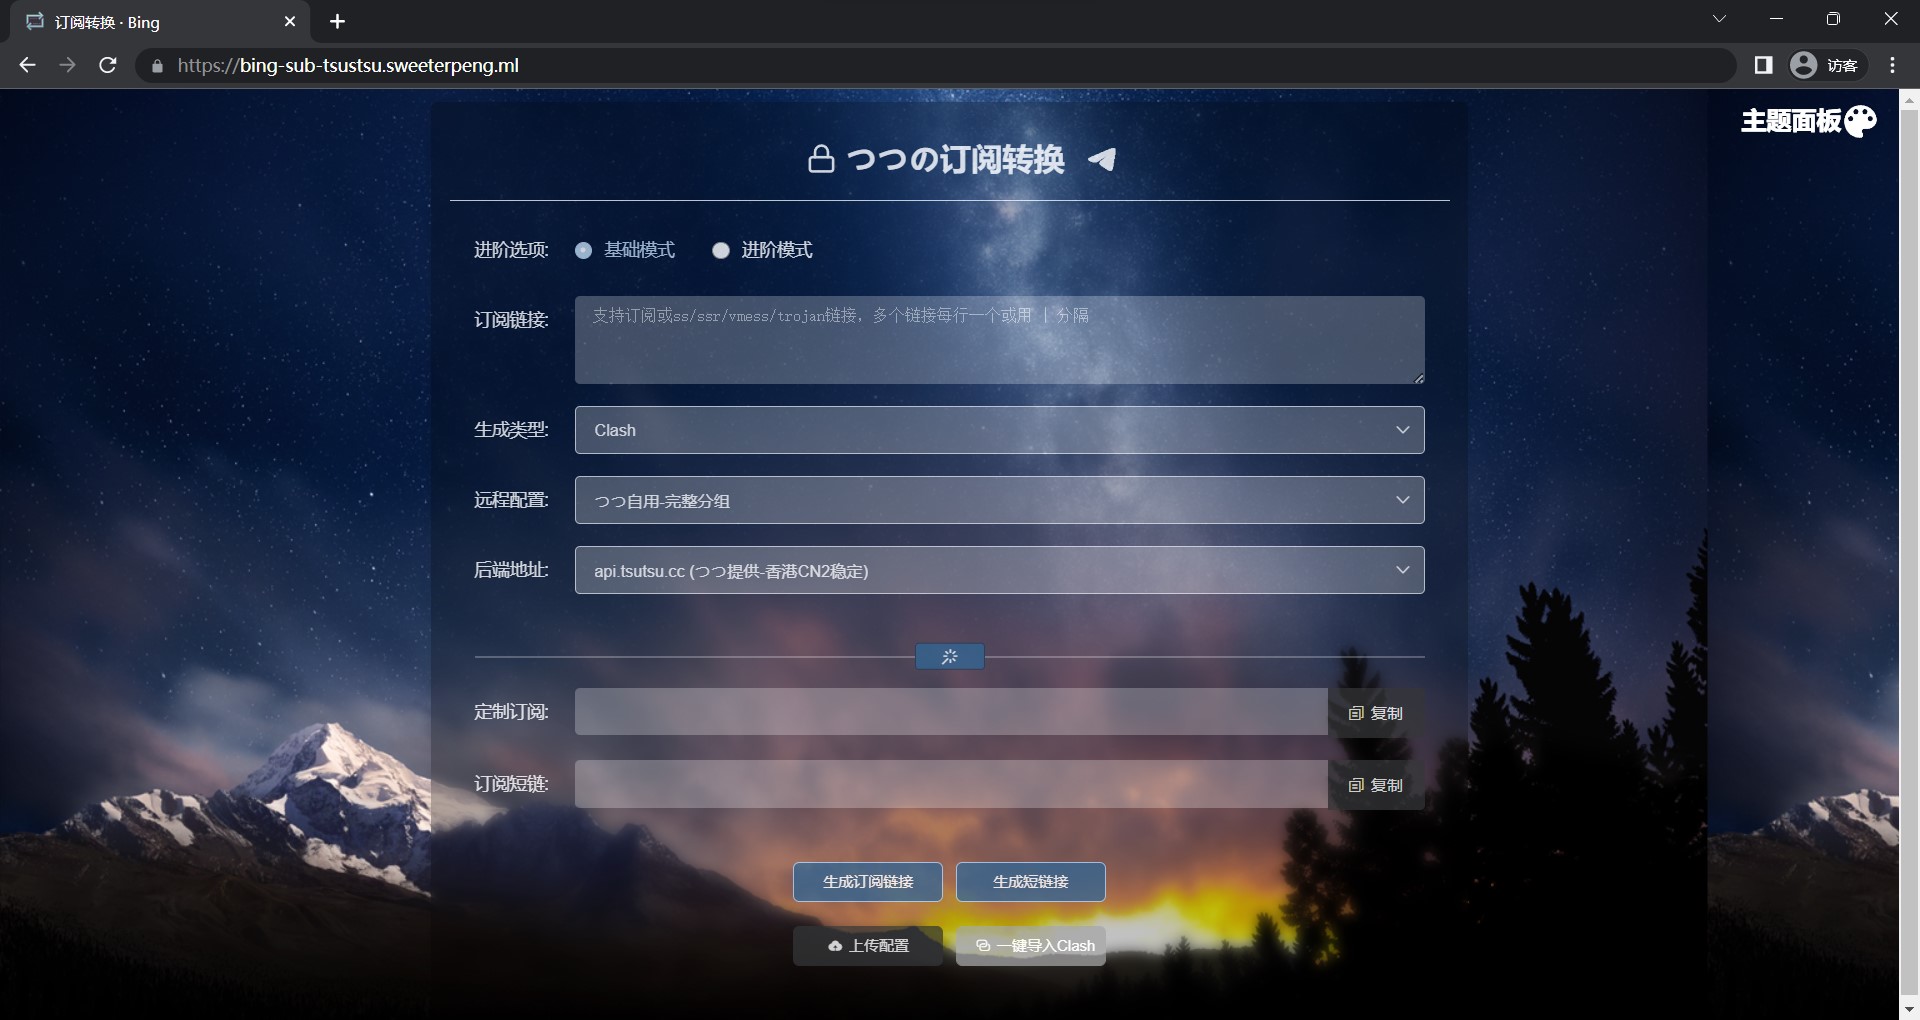 订阅转换 · Bing
https://bing-sub-tsustsu.sweeterpeng.ml
访客
主题面板
つつの订阅转换
进阶选项: 基础模式 进阶模式
订阅链接: 支持订阅或ss/ssr/vmess/trojan链接，多个链接每行一个或用 | 分隔
生成类型: Clash
远程配置: つつ自用-完整分组
后端地址: api.tsutsu.cc (つつ提供-香港CN2稳定)
定制订阅: 复制
订阅短链: 复制
生成订阅链接 生成短链接
上传配置 一键导入Clash